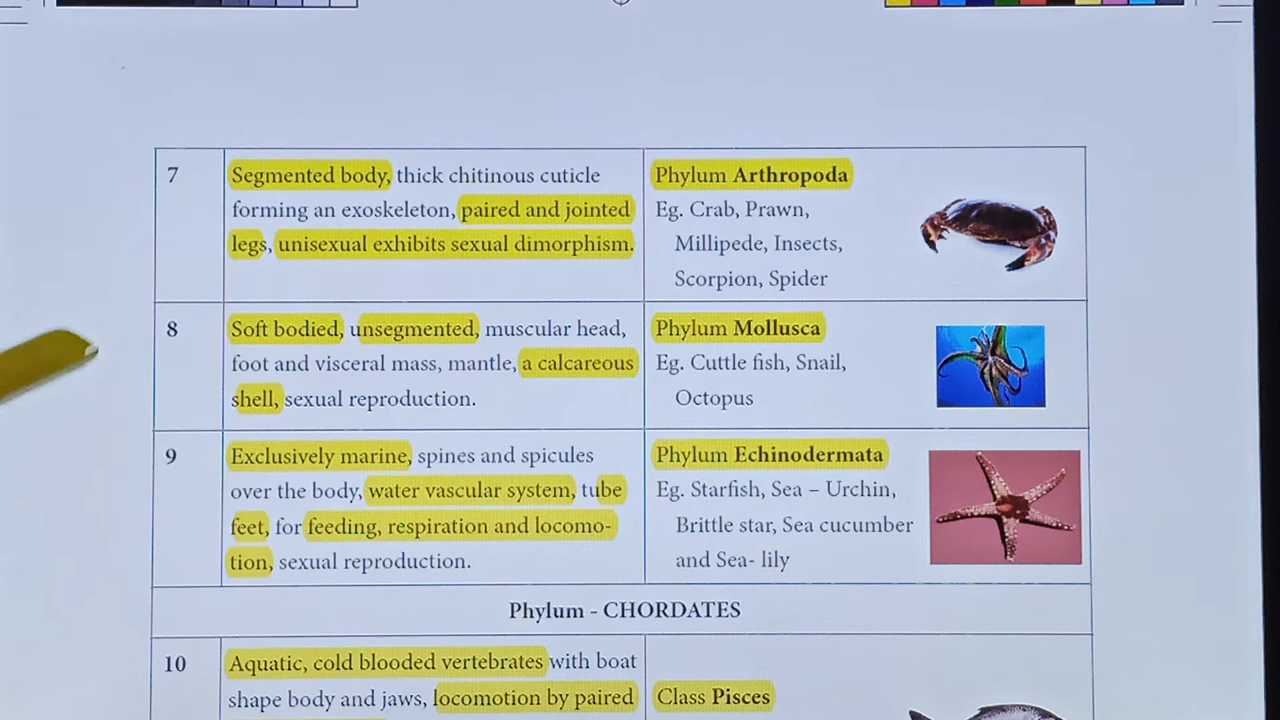 7
Segmented body, thick chitinous cuticle
forming an exoskeleton, paired and jointed
legs, unisexual exhibits sexual dimorphism.
Phylum Arthropoda
Eg. Crab, Prawn,
Millipede, Insects,
Scorpion, Spider
8
Soft bodied, unsegmented, muscular head,
foot and visceral mass, mantle, a calcareous
shell, sexual reproduction.
Phylum Mollusca
Eg. Cuttle fish, Snail,
Octopus
9
Exclusively marine, spines and spicules
over the body, water vascular system, tube
feet, for feeding, respiration and locomo-
tion, sexual reproduction.
Phylum Echinodermata
Eg. Starfish, Sea – Urchin,
Brittle star, Sea cucumber
and Sea- lily
Phylum - CHORDATES
10
Aquatic, cold blooded vertebrates with boat
shape body and jaws, locomotion by paired
Class Pisces